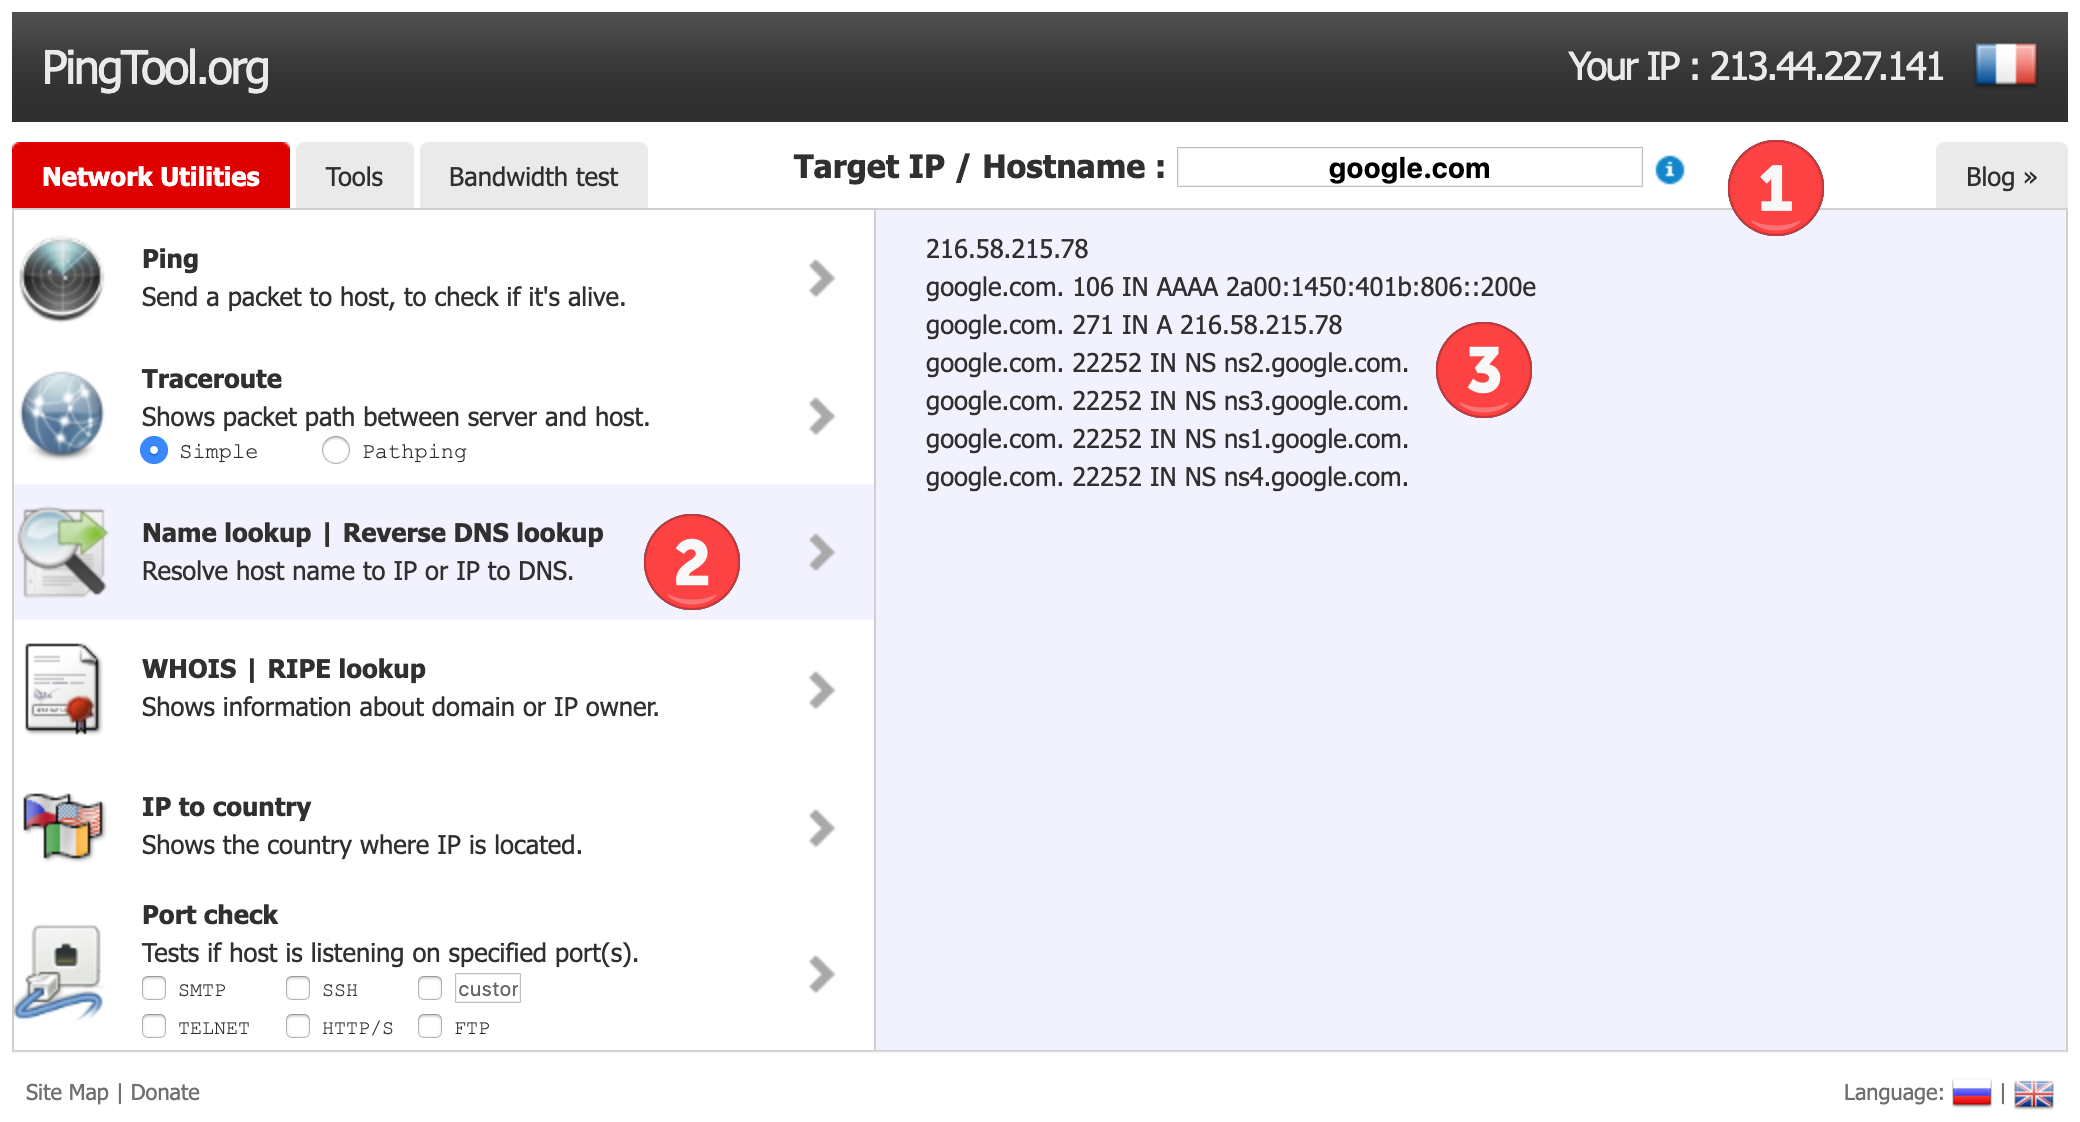 PingTool.org
Your IP : 213.44.227.141
Network Utilities
Tools
Bandwidth test
Target IP / Hostname :
google.com
i
1
Blog »
Ping
Send a packet to host, to check if it's alive.
Traceroute
Shows packet path between server and host.
Simple
Pathping
Name lookup | Reverse DNS lookup
Resolve host name to IP or IP to DNS.
2
WHOIS | RIPE lookup
Shows information about domain or IP owner.
IP to country
Shows the country where IP is located.
Port check
Tests if host is listening on specified port(s).
SMTP
SSH
custor
TELNET
HTTP/S
FTP
216.58.215.78
google.com. 106 IN AAAA 2a00:1450:401b:806::200e
google.com. 271 IN A 216.58.215.78
google.com. 22252 IN NS ns2.google.com.
3
google.com. 22252 IN NS ns3.google.com.
google.com. 22252 IN NS ns1.google.com.
google.com. 22252 IN NS ns4.google.com.
Site Map | Donate
Language:
|